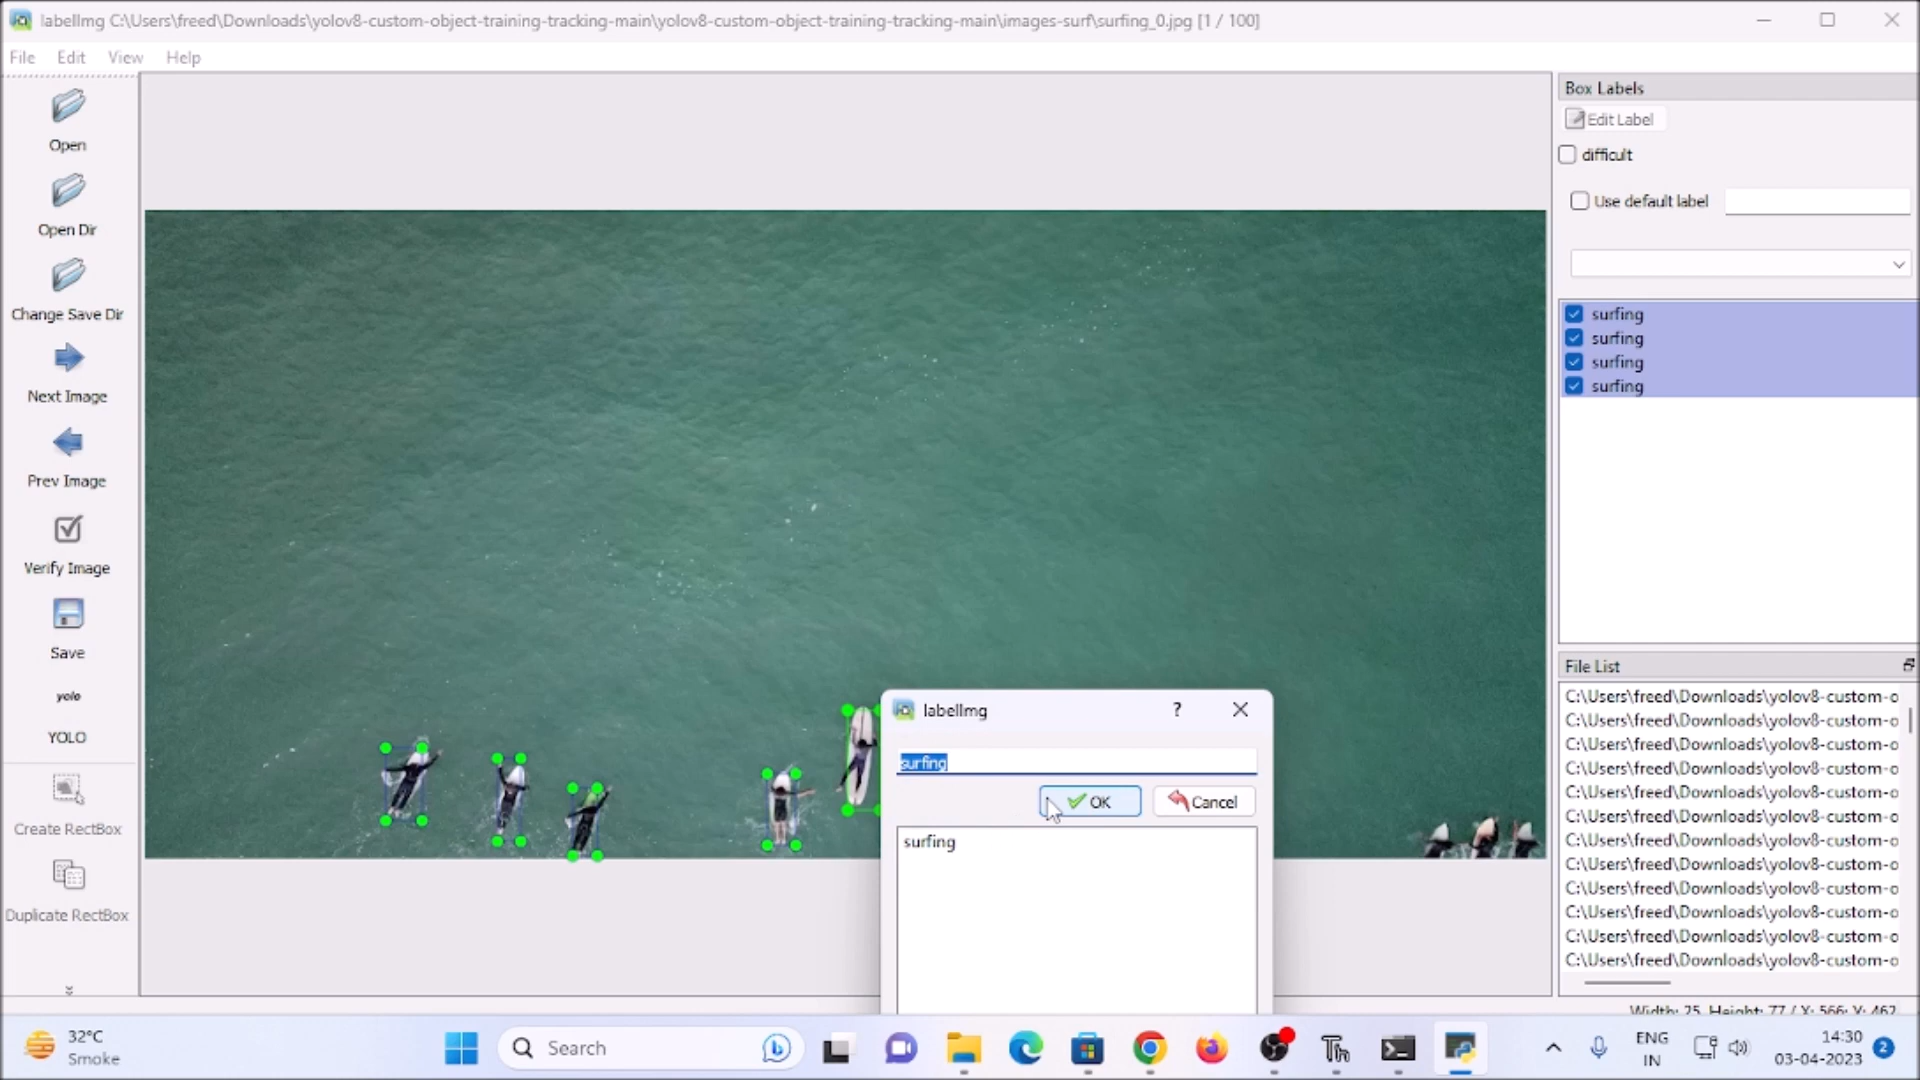 labelImg C:\Users\freed\Downloads\yolov8-custom-object-training-tracking-main\yolov8-custom-object-training-tracking-main\images-surf\surfing_0.jpg [1 / 100]
File Edit View Help
Open
Open Dir
Change Save Dir
Next Image
Prev Image
Verify Image
Save
yolo
YOLO
Create RectBox
Duplicate RectBox
Box Labels
Edit Label
difficult
Use default label
surfing
surfing
surfing
surfing
labelImg
?
surfing
OK Cancel
surfing
File List
C:\Users\freed\Downloads\yolov8-custom-o
C:\Users\freed\Downloads\yolov8-custom-o
C:\Users\freed\Downloads\yolov8-custom-o
C:\Users\freed\Downloads\yolov8-custom-o
C:\Users\freed\Downloads\yolov8-custom-o
C:\Users\freed\Downloads\yolov8-custom-o
C:\Users\freed\Downloads\yolov8-custom-o
C:\Users\freed\Downloads\yolov8-custom-o
C:\Users\freed\Downloads\yolov8-custom-o
C:\Users\freed\Downloads\yolov8-custom-o
C:\Users\freed\Downloads\yolov8-custom-o
C:\Users\freed\Downloads\yolov8-custom-o
Width: 25, Height: 77 / X: 566; Y: 462
32°C
Smoke
Search
ENG
IN
14:30
03-04-2023
2